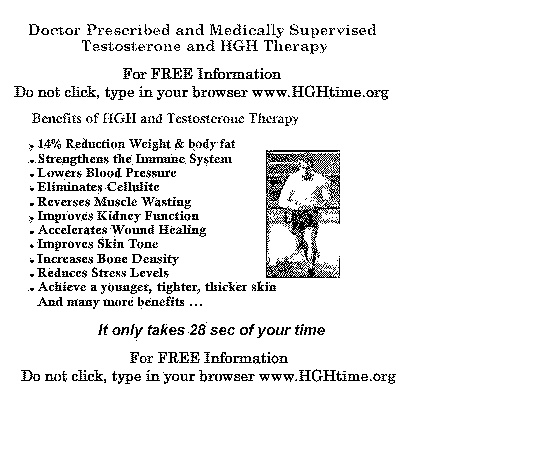 Doctor Prescribed and Medically Supervised
Testosterone and HGH Therapy
For FREE Information
Do not click, type in your browser www.HGHtime.org
Benefits of HGH and Testosterone Therapy
14% Reduction Weight & body fat
Strengthens the Immune System
Lowers Blood Pressure
Eliminates Cellulite
Reverses Muscle Wasting
Improves Kidney Function
Accelerates Wound Healing
Improves Skin Tone
Increases Bone Density
Reduces Stress Levels
Achieve a younger, tighter, thicker skin
And many more benefits ...
It only takes 28 sec of your time
For FREE Information
Do not click, type in your browser www.HGHtime.org